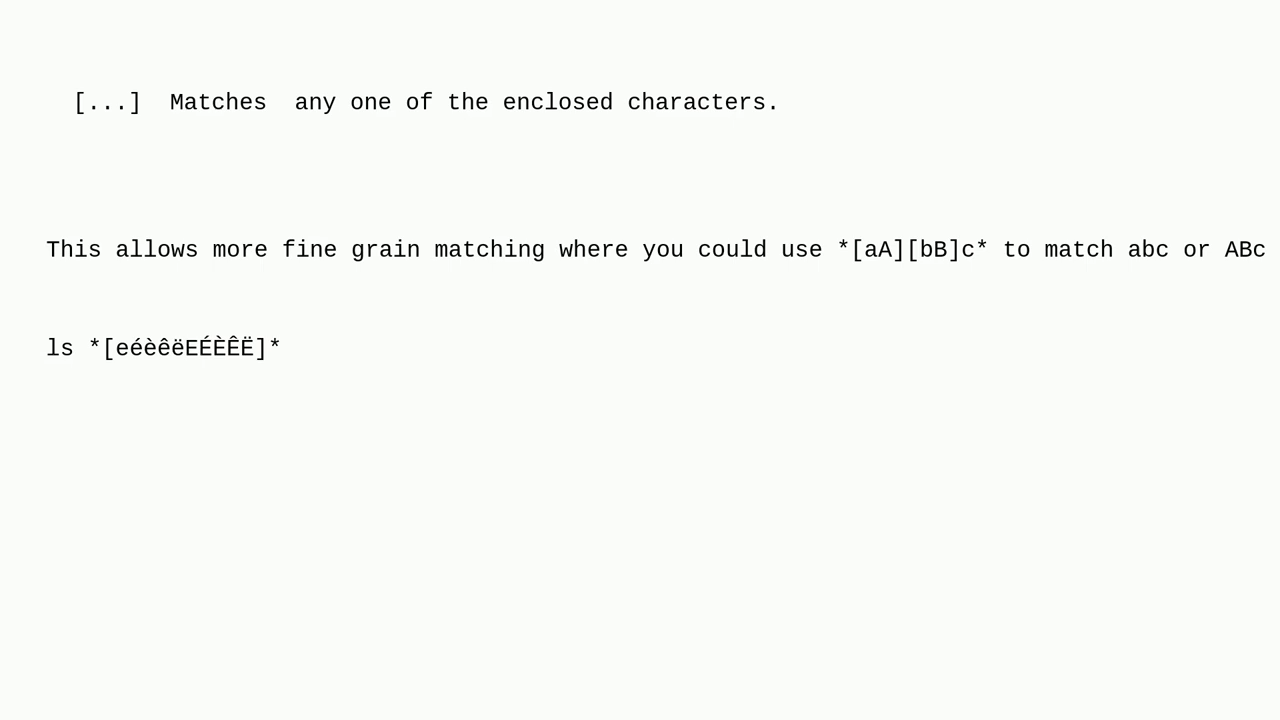 [...]  Matches  any one of the enclosed characters.
This allows more fine grain matching where you could use *[aA][bB]c* to match abc or ABc
ls *[eéèêëEÉÈÊË]*